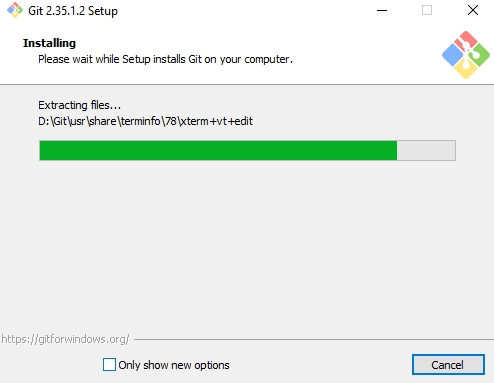 Git 2.35.1.2 Setup
Installing
Please wait while Setup installs Git on your computer.
Extracting files...
D:\Git\usr\share\terminfo\78\xterm+vt+edit
https://gitforwindows.org/
Only show new options
Cancel